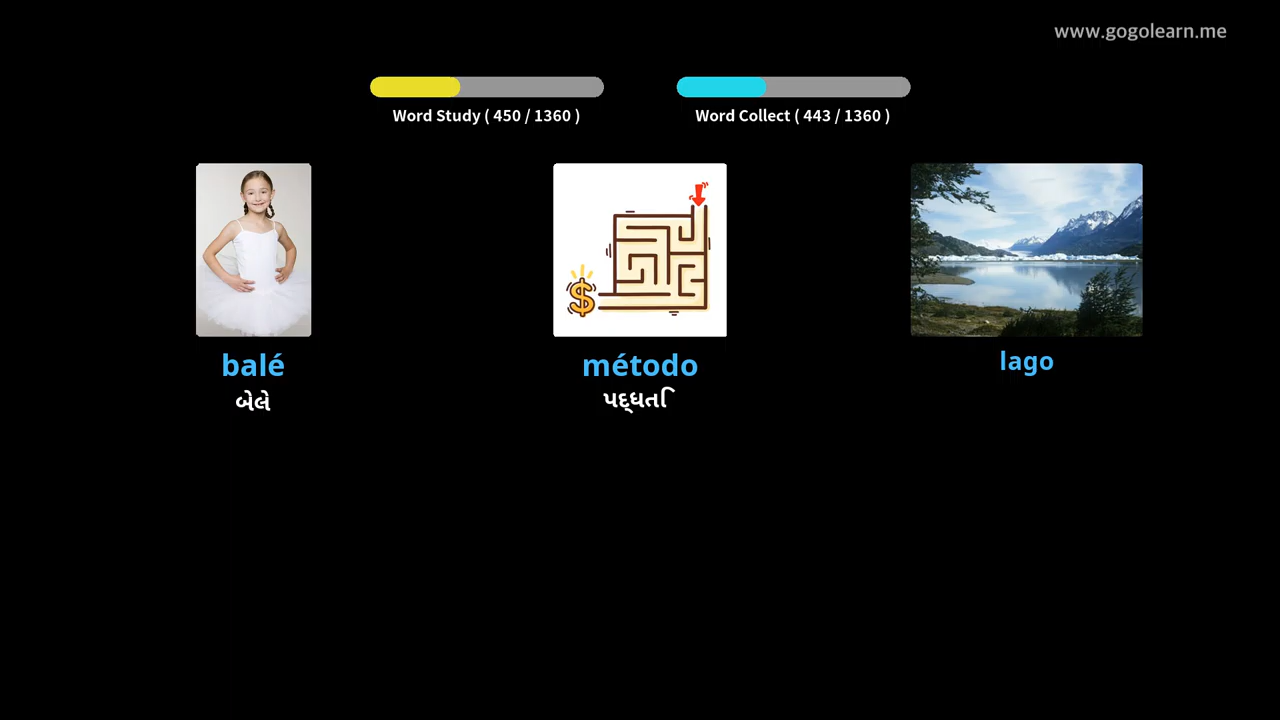 www.gogolearn.me
Word Study ( 450 / 1360 )
Word Collect ( 443 / 1360 )
balé
método
lago
બેલે
પદ્ધતિ
$